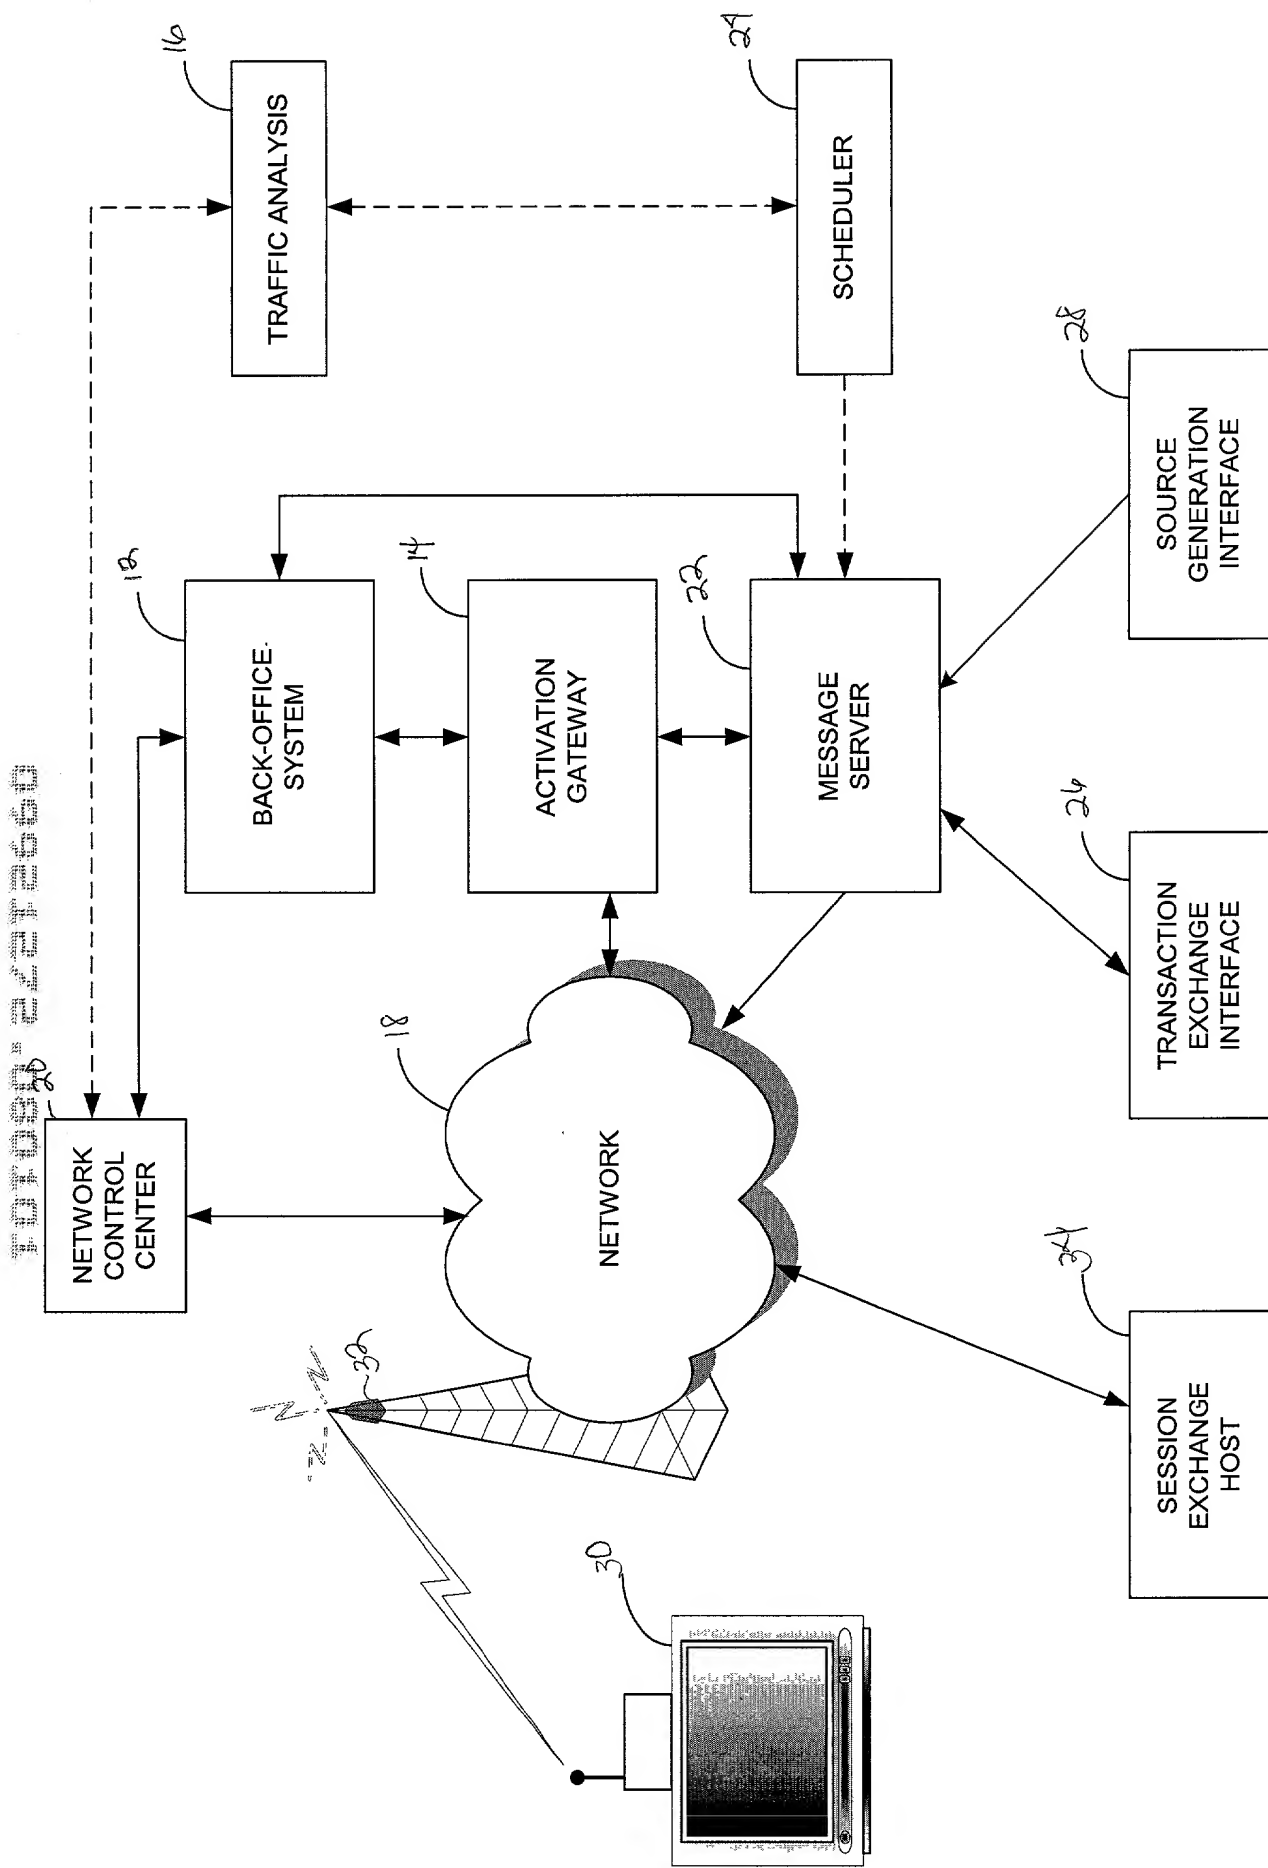 16
TRAFFIC ANALYSIS
24
SCHEDULER
12
BACK-OFFICE-
SYSTEM
14
ACTIVATION
GATEWAY
22
MESSAGE
SERVER
28
SOURCE
GENERATION
INTERFACE
20
NETWORK
CONTROL
CENTER
18
NETWORK
26
TRANSACTION
EXCHANGE
INTERFACE
32
30
34
SESSION
EXCHANGE
HOST